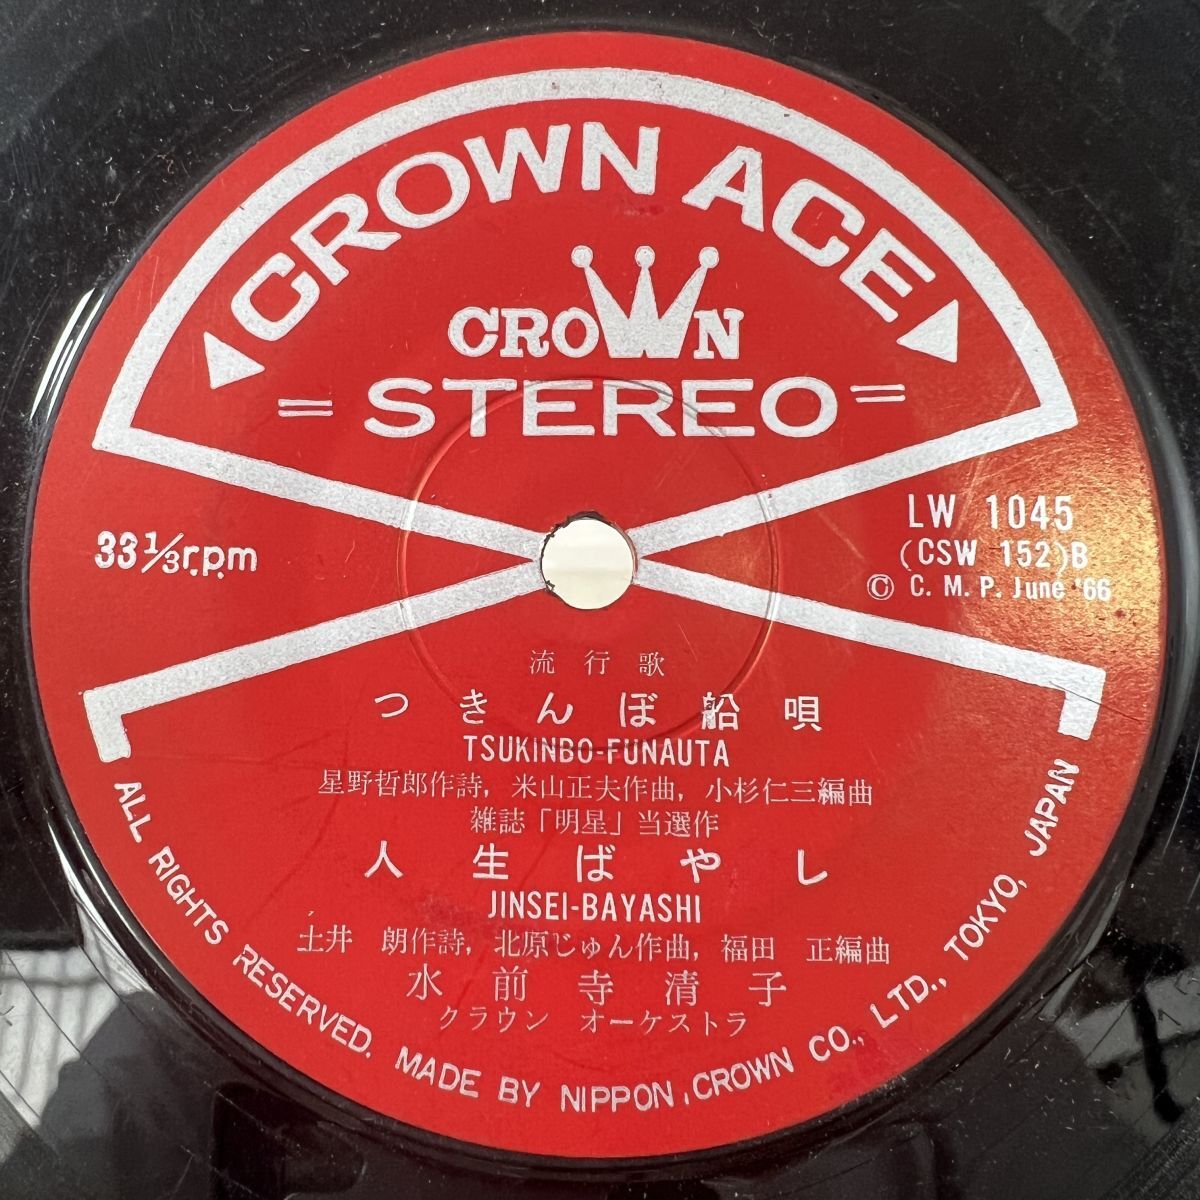 CROWN ACE
CROWN
= STEREO =
33 1/3 r.p.m
LW 1045
(CSW 152)B
© C. M. P. June '66
流行歌
つきんぼ船唄
TSUKINBO-FUNAUTA
星野哲郎作詩, 米山正夫作曲, 小杉仁三編曲
雑誌「明星」当選作
人生ばやし
JINSEI-BAYASHI
土井 朗作詩, 北原じゅん作曲, 福田 正編曲
水前寺清子
クラウン オーケストラ
ALL RIGHTS RESERVED. MADE BY NIPPON CROWN CO., LTD., TOKYO, JAPAN